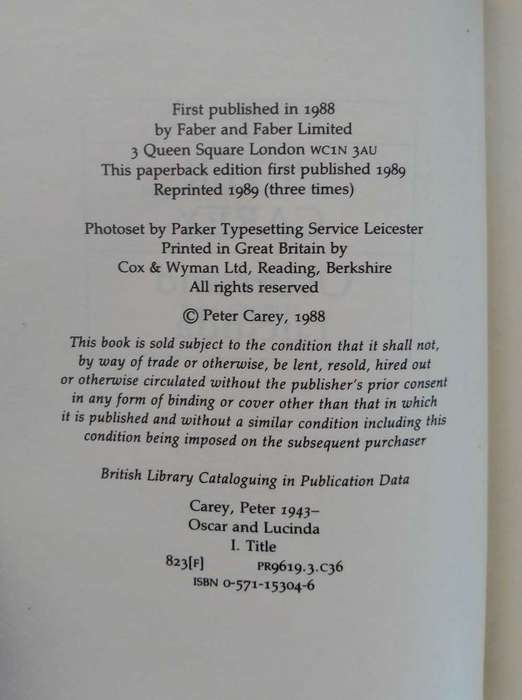 First published in 1988
by Faber and Faber Limited
3 Queen Square London WC1N 3AU
This paperback edition first published 1989
Reprinted 1989 (three times)
Photoset by Parker Typesetting Service Leicester
Printed in Great Britain by
Cox & Wyman Ltd, Reading, Berkshire
All rights reserved
© Peter Carey, 1988
This book is sold subject to the condition that it shall not,
by way of trade or otherwise, be lent, resold, hired out
or otherwise circulated without the publisher's prior consent
in any form of binding or cover other than that in which
it is published and without a similar condition including this
condition being imposed on the subsequent purchaser
British Library Cataloguing in Publication Data
Carey, Peter 1943–
Oscar and Lucinda
I. Title
823[F] PR9619.3.C36
ISBN 0-571-15304-6